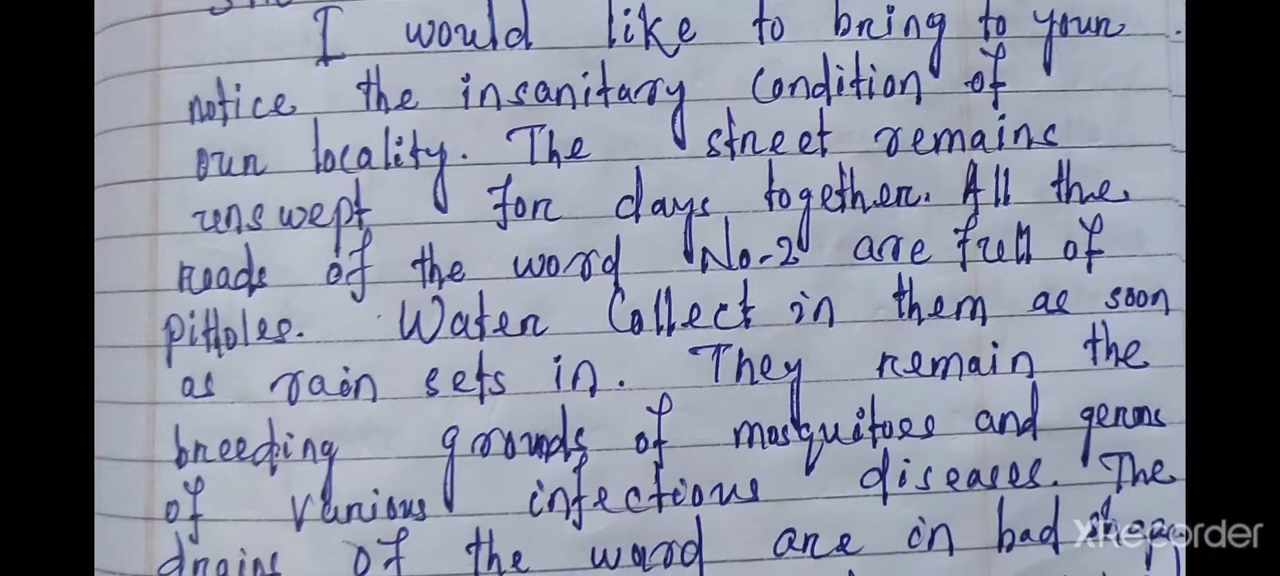 I would like to bring to your
notice the insanitary condition of
our locality. The street remains
unswept for days together. All the
roads of the word No-2 are full of
pitholes. Water collect in them as soon
as rain sets in. They remain the
breeding grounds of mosquitoes and germs
of various infectious diseases. The
drains of the ward are in bad shape
XRecorder